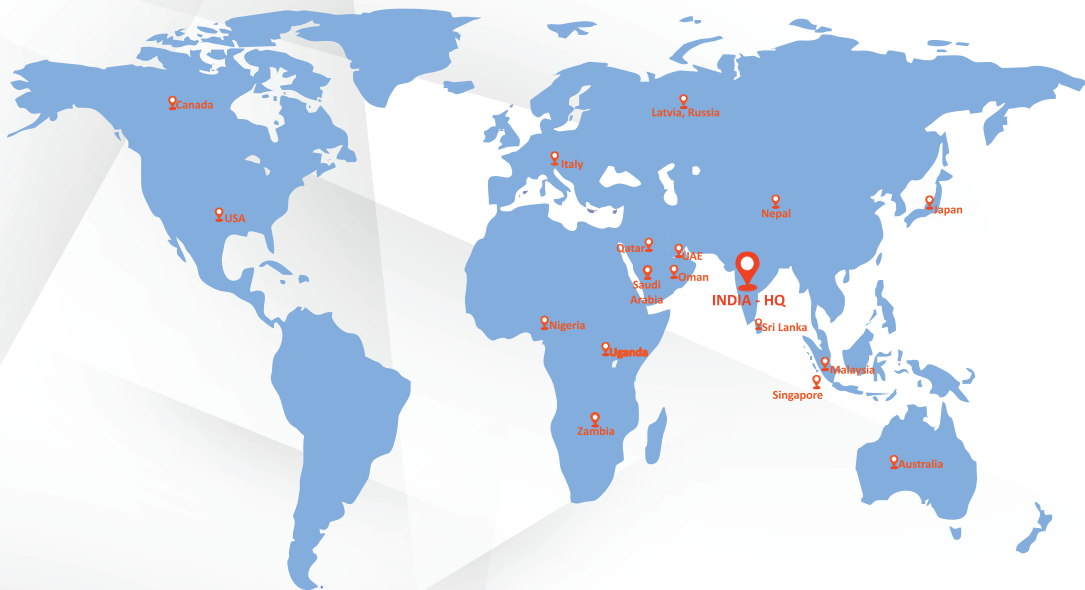 Canada
Latvia, Russia
Italy
USA
Nepal
Japan
Qatar
UAE
Oman
Saudi
Arabia
INDIA - HQ
Nigeria
Sri Lanka
Uganda
Malaysia
Singapore
Zambia
Australia